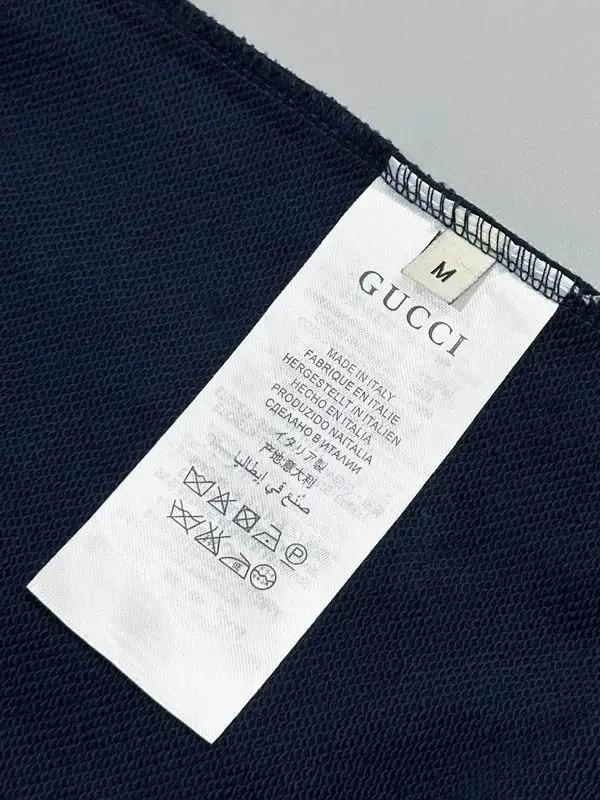 M
GUCCI
MADE IN ITALY
FABRIQUE EN ITALIE
HERGESTELLT IN ITALIEN
HECHO EN ITALIA
PRODUZIDO NA ITALIA
СДЕЛАНО В ИТАЛИИ
イタリア製
产地意大利
صنع في ايطاليا
P